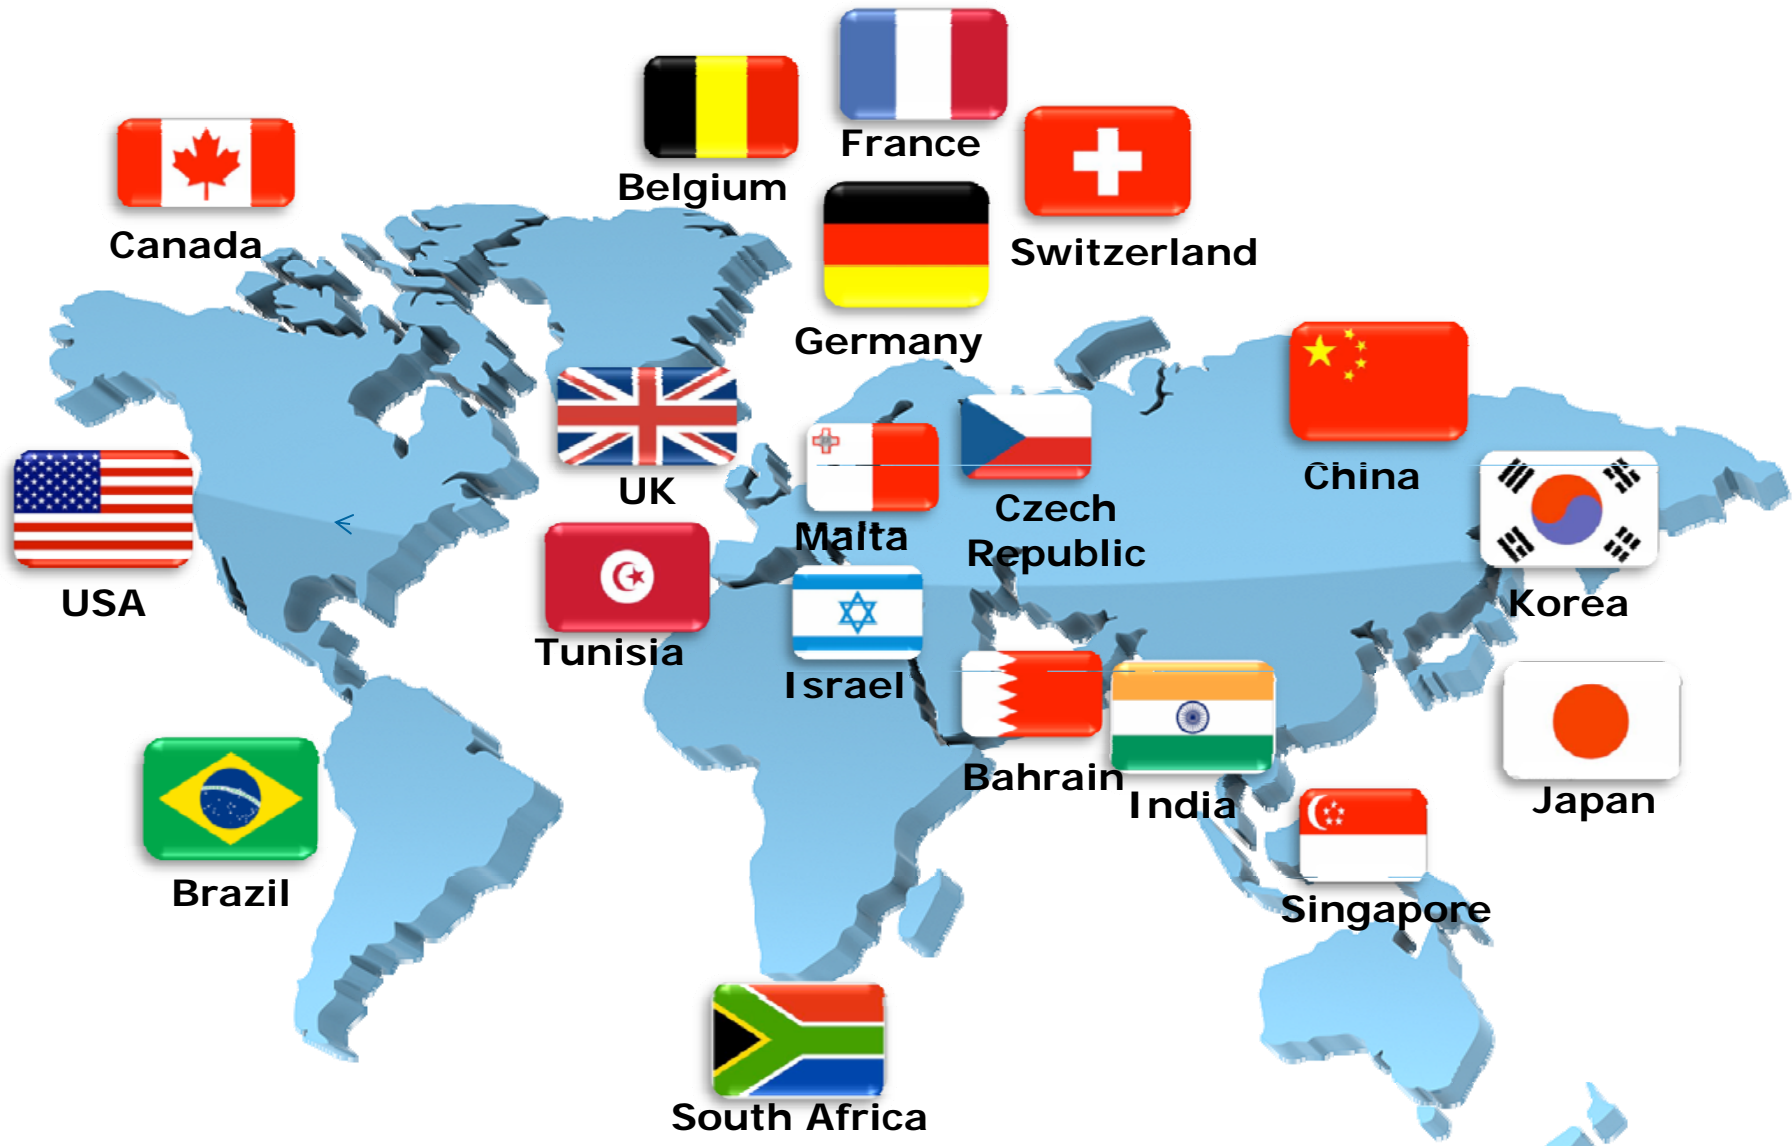 France
Belgium
Canada
Switzerland
Germany
China
UK
Czech
Republic
Malta
USA
Korea
Tunisia
Israel
Bahrain
India
Japan
Brazil
Singapore
South Africa